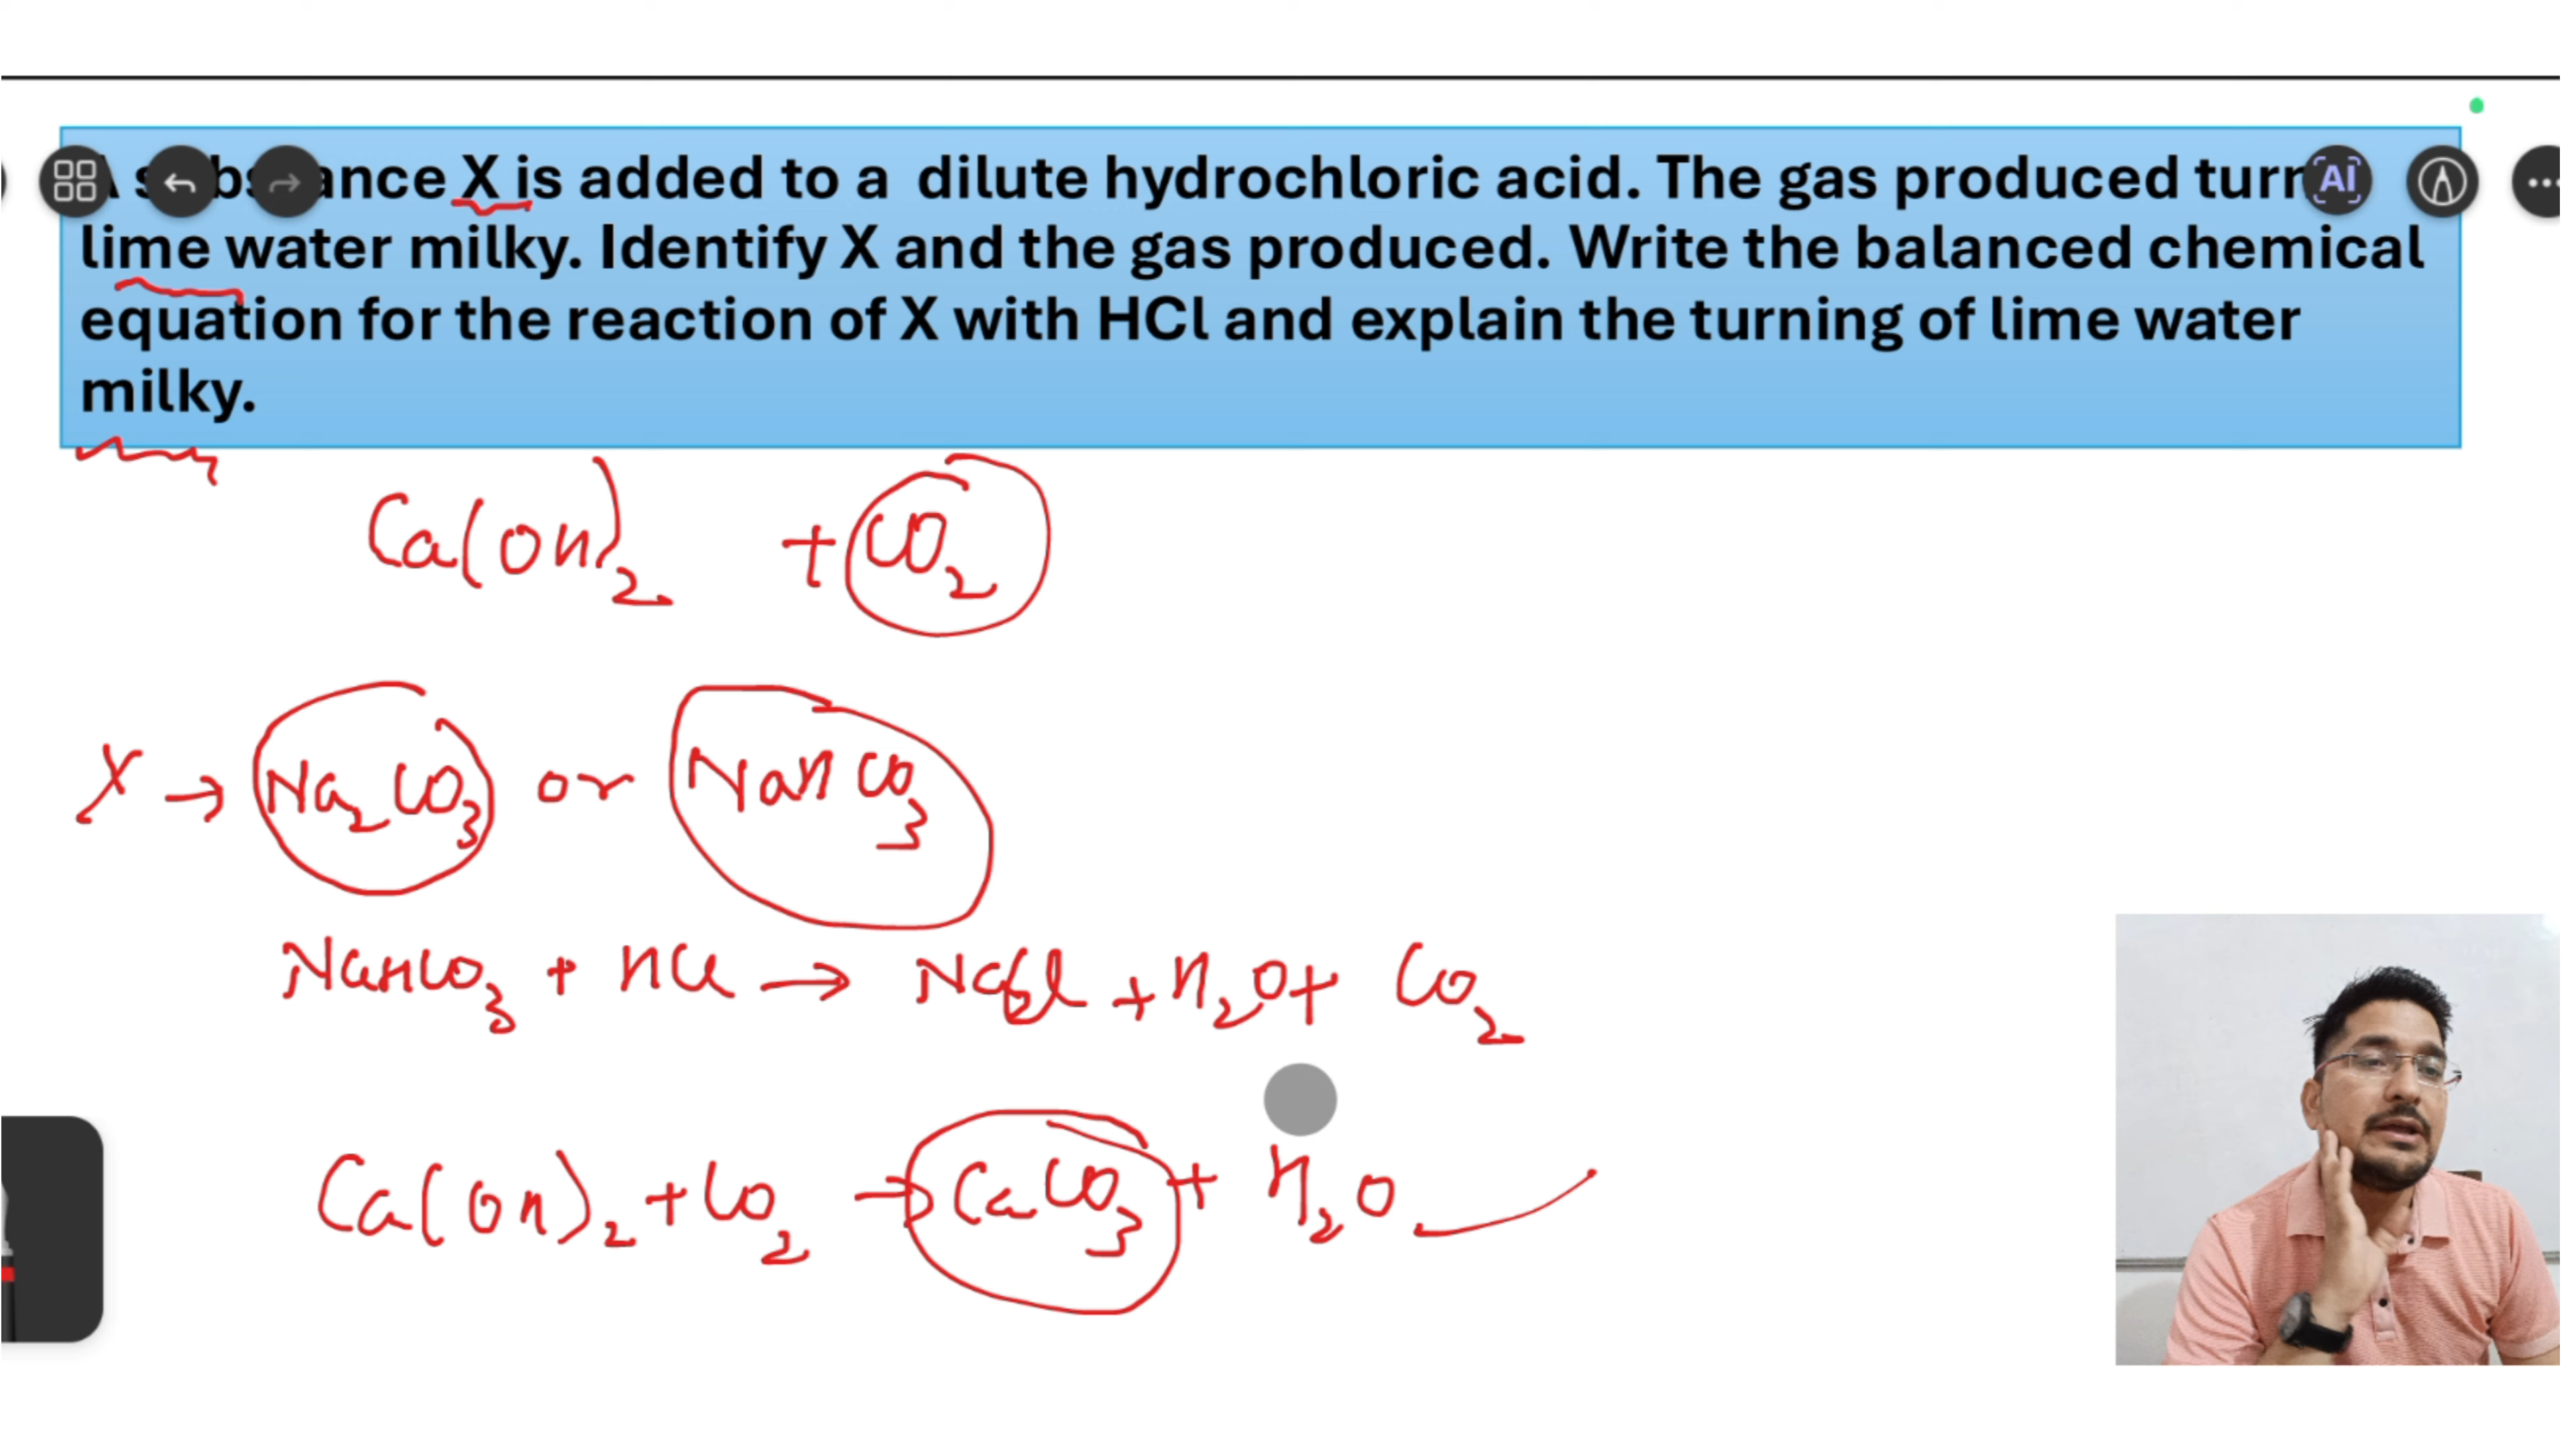 A substance X is added to a dilute hydrochloric acid. The gas produced turn
lime water milky. Identify X and the gas produced. Write the balanced chemical
equation for the reaction of X with HCl and explain the turning of lime water
milky.
AI
Ca(OH)₂ + CO₂
X → Na₂CO₃ or NaHCO₃
NaHCO₃ + HCl → NaCl + H₂O + CO₂
Ca(OH)₂ + CO₂ → CaCO₃ + H₂O